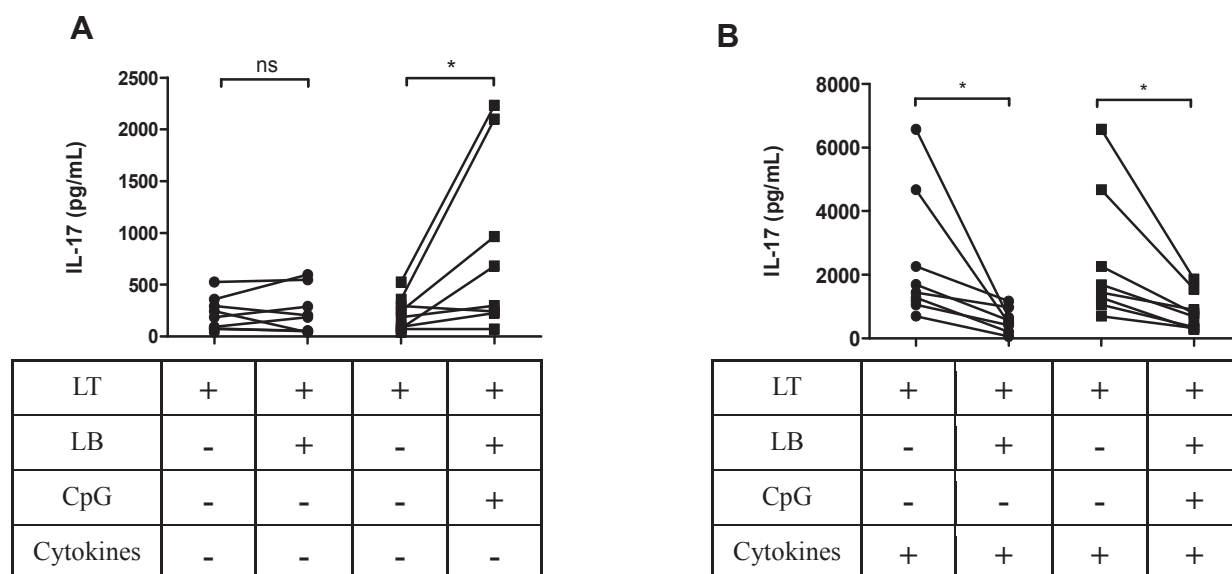 A
ns
*
2500
2000
1500
1000
500
0
IL-17 (pg/mL)
LT + + + +
LB - + - +
CpG - - - +
Cytokines - - - -
B
*
*
8000
6000
4000
2000
0
IL-17 (pg/mL)
LT + + + +
LB - + - +
CpG - - - +
Cytokines + + + +